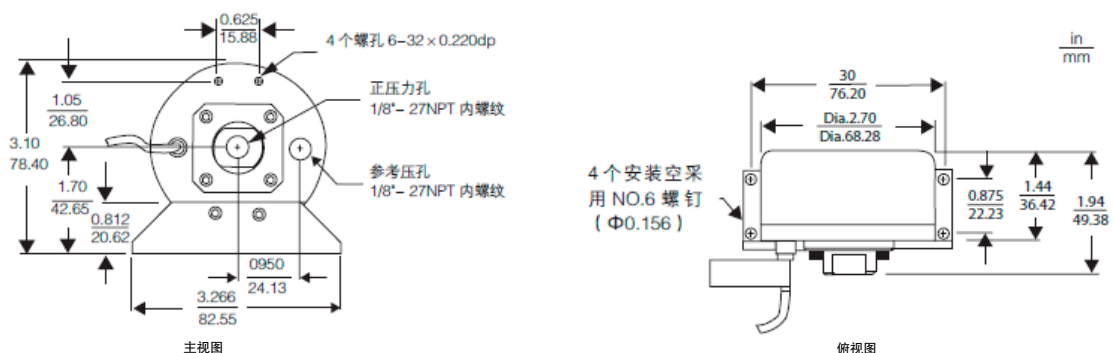 0.625
15.88
4 个螺孔 6-32×0.220dp
正压力孔
1/8"- 27NPT 内螺纹
1.05
26.80
3.10
78.40
参考压孔
1/8"- 27NPT 内螺纹
1.70
42.65
0.812
20.62
0950
24.13
3.266
82.55
主视图
in
mm
30
76.20
Dia.2.70
Dia.68.28
4 个安装空采
用 NO.6 螺钉
( Φ0.156 )
0.875
22.23
1.44
36.42
1.94
49.38
俯视图